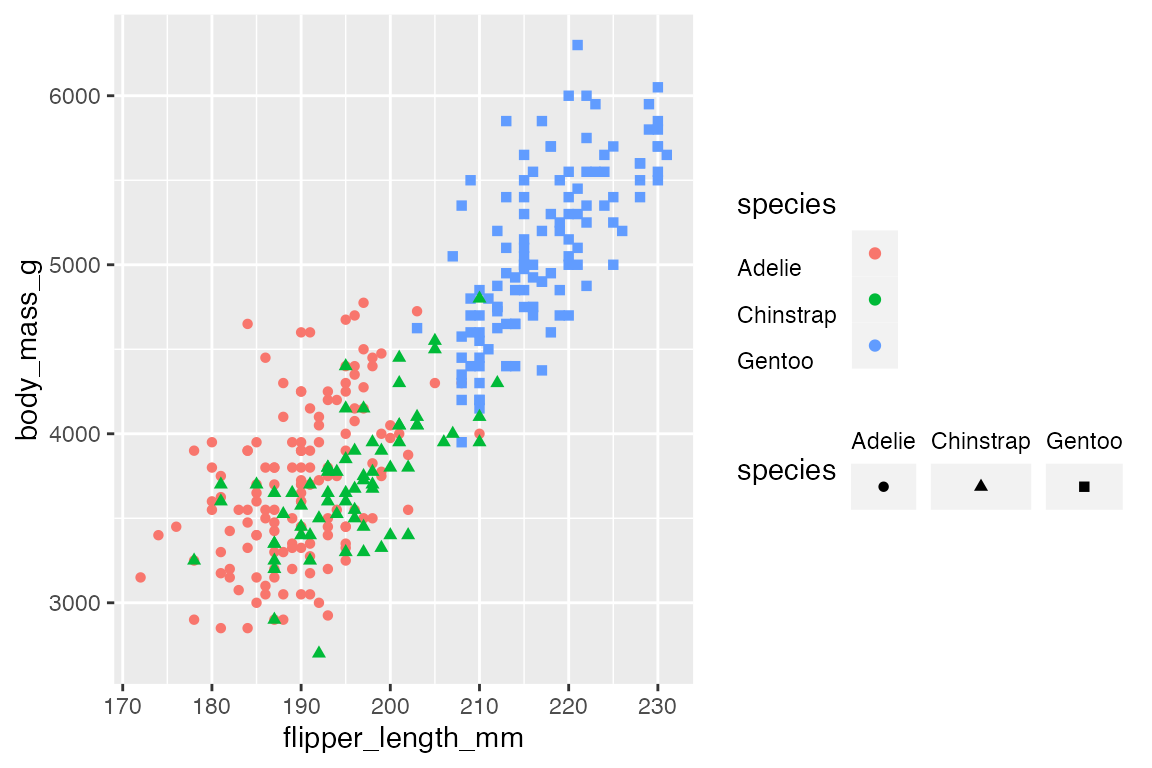 6000
5000
4000
3000
body_mass_g
170 180 190 200 210 220 230
flipper_length_mm
species
Adelie
Chinstrap
Gentoo
species
Adelie Chinstrap Gentoo